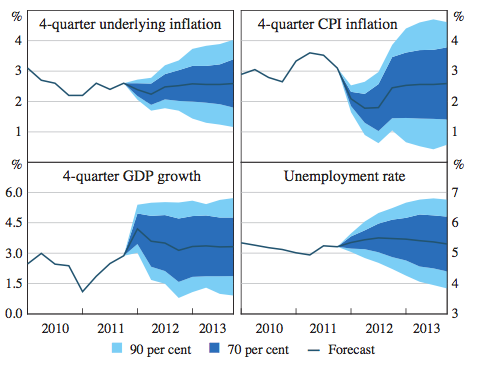 % 4-quarter underlying inflation 4-quarter CPI inflation %
4 4
3 3
2 2
1 1
% 4-quarter GDP growth Unemployment rate %
6.0 7
4.5 6
3.0 5
1.5 4
0.0 3
2010 2011 2012 2013 2010 2011 2012 2013
90 per cent 70 per cent Forecast